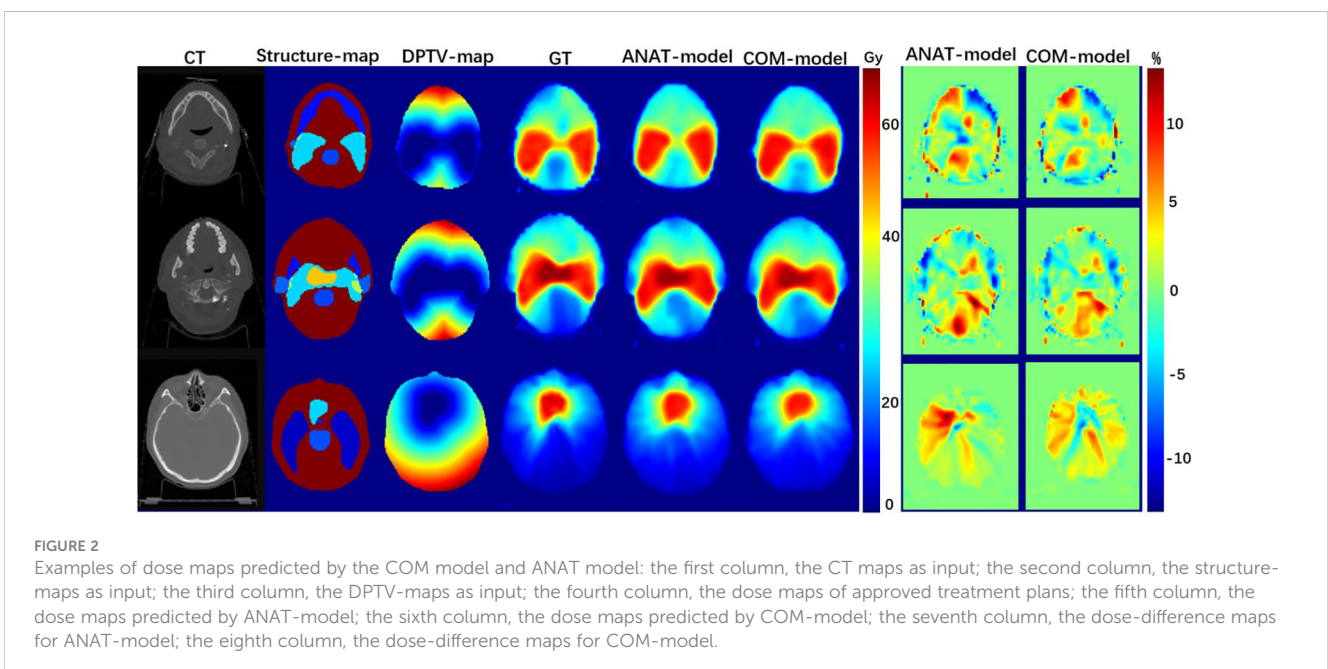 CT Structure-map DPTV-map GT ANAT-model COM-model Gy ANAT-model COM-model %
60
40
20
0
10
5
0
-5
-10
FIGURE 2
Examples of dose maps predicted by the COM model and ANAT model: the first column, the CT maps as input; the second column, the structure-
maps as input; the third column, the DPTV-maps as input; the fourth column, the dose maps of approved treatment plans; the fifth column, the
dose maps predicted by ANAT-model; the sixth column, the dose maps predicted by COM-model; the seventh column, the dose-difference maps
for ANAT-model; the eighth column, the dose-difference maps for COM-model.